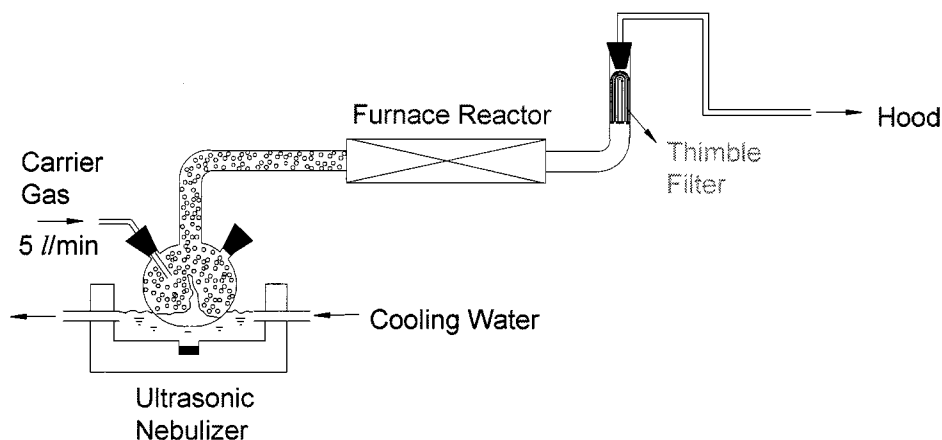 Furnace Reactor
Hood
Thimble
Filter
Carrier
Gas
5 l/min
Cooling Water
Ultrasonic
Nebulizer